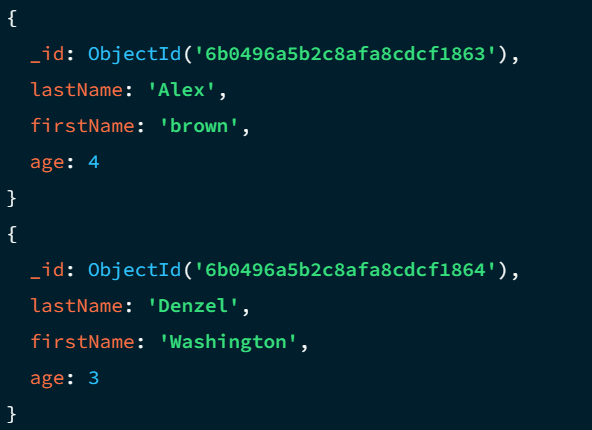 {
_id: ObjectId('6b0496a5b2c8afa8cdcf1863'),
lastName: 'Alex',
firstName: 'brown',
age: 4
}
{
_id: ObjectId('6b0496a5b2c8afa8cdcf1864'),
lastName: 'Denzel',
firstName: 'Washington',
age: 3
}